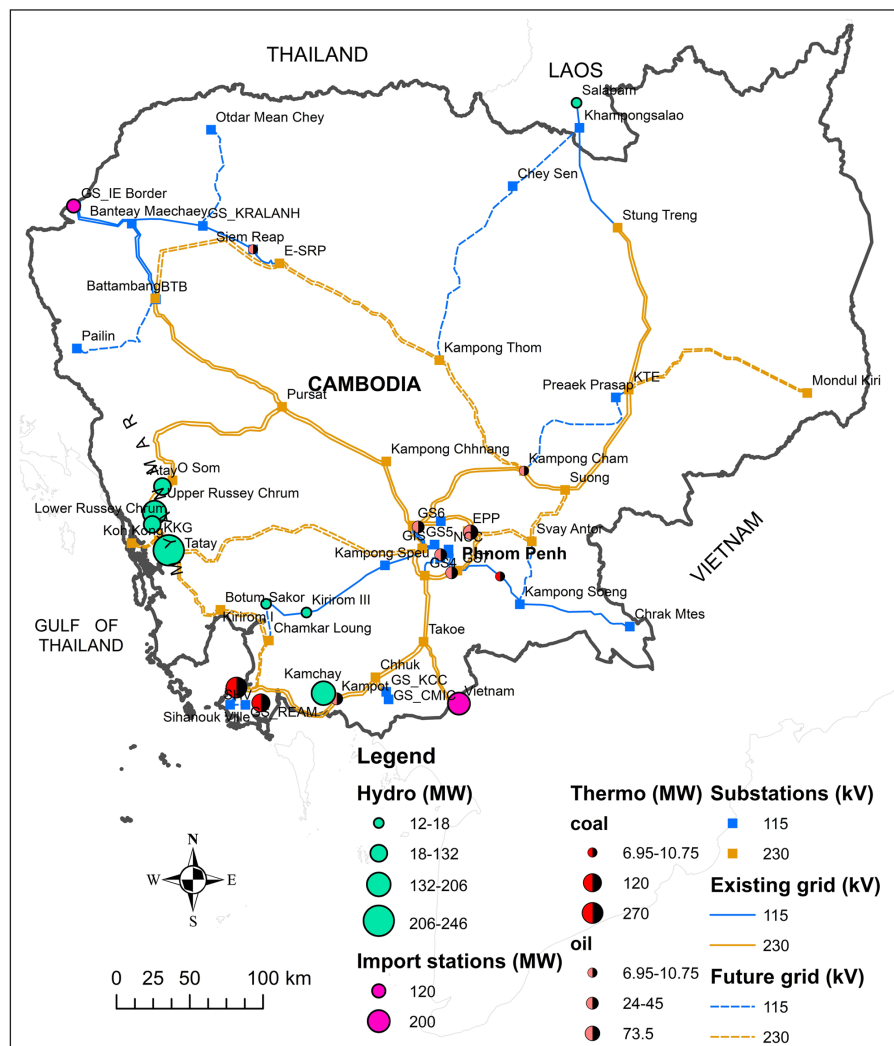 THAILAND
LAOS
Salabam
Khampongsalao
Otdar Mean Chey
Chey Sen
GS_IE Border
Banteay Maechaey
GS_KRALANH
Stung Treng
Siem Reap
E-SRP
BattambangBTB
Pailin
Kampong Thom
CAMBODIA
Preaek Prasap
KTE
Mondul Kiri
Pursat
Kampong Chhnang
Kampong Cham
Atay
O Som
Suong
Upper Russey Chrum
Lower Russey Chrum
GS6
EPP
KKG
GIS
GS5
NCC
Svay Antor
Koh Kong
Tatay
Kampong Speu
Phnom Penh
GS4
GS7
VIETNAM
Botum Sakor
Kirirom III
Kampong Soeng
Chrak Mtes
Kirirom I
GULF OF
THAILAND
Chamkar Loung
Takoe
Kamchay
Chhuk
GS_KCC
Kampot
GS_CMIC
Vietnam
SHV
Sihanouk Ville
GS_REAM
Legend
Hydro (MW)
12-18
18-132
132-206
206-246
Import stations (MW)
120
200
Thermo (MW)
coal
6.95-10.75
120
270
oil
6.95-10.75
24-45
73.5
Substations (kV)
115
230
Existing grid (kV)
115
230
Future grid (kV)
115
230
N
W
E
S
0
25
50
100 km